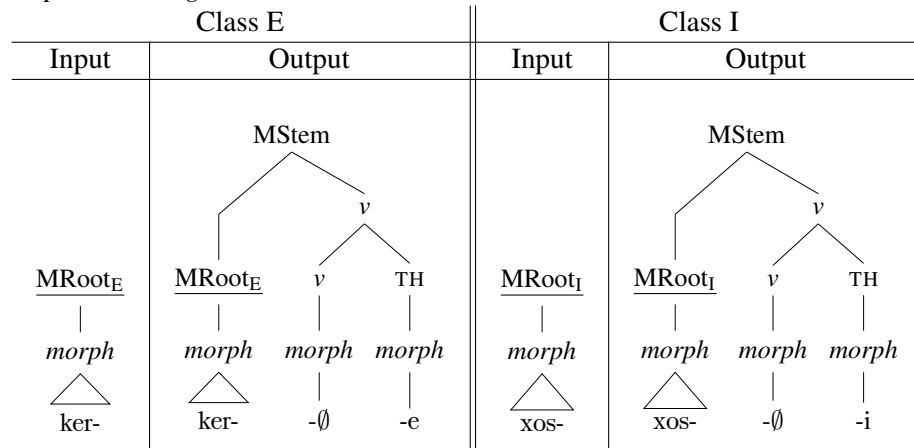 Class E Class I
Input Output Input Output
MStem MStem
v v
MRoot_E MRoot_E v TH MRoot_I MRoot_I v TH
morph morph morph morph morph morph morph morph
ker- ker- -∅ -e xos- xos- -∅ -i